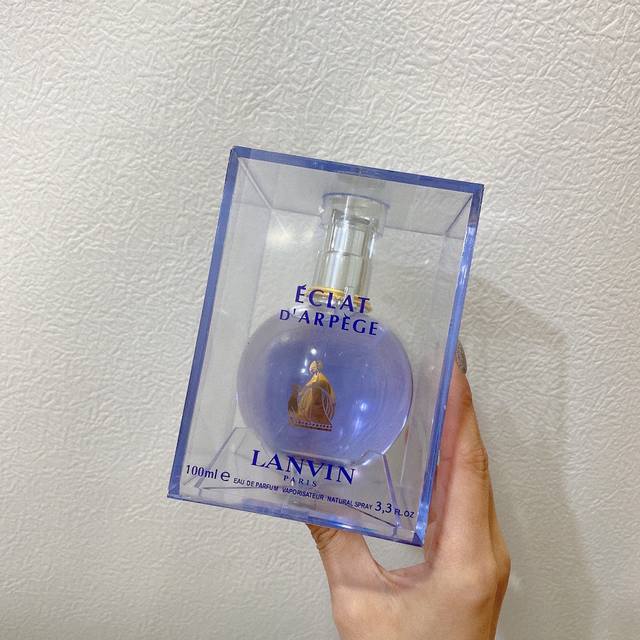 ÉCLAT
D'ARPÈGE
LANVIN
PARIS
100ml e EAU DE PARFUM VAPORISATEUR NATURAL SPRAY 3,3 FL.OZ